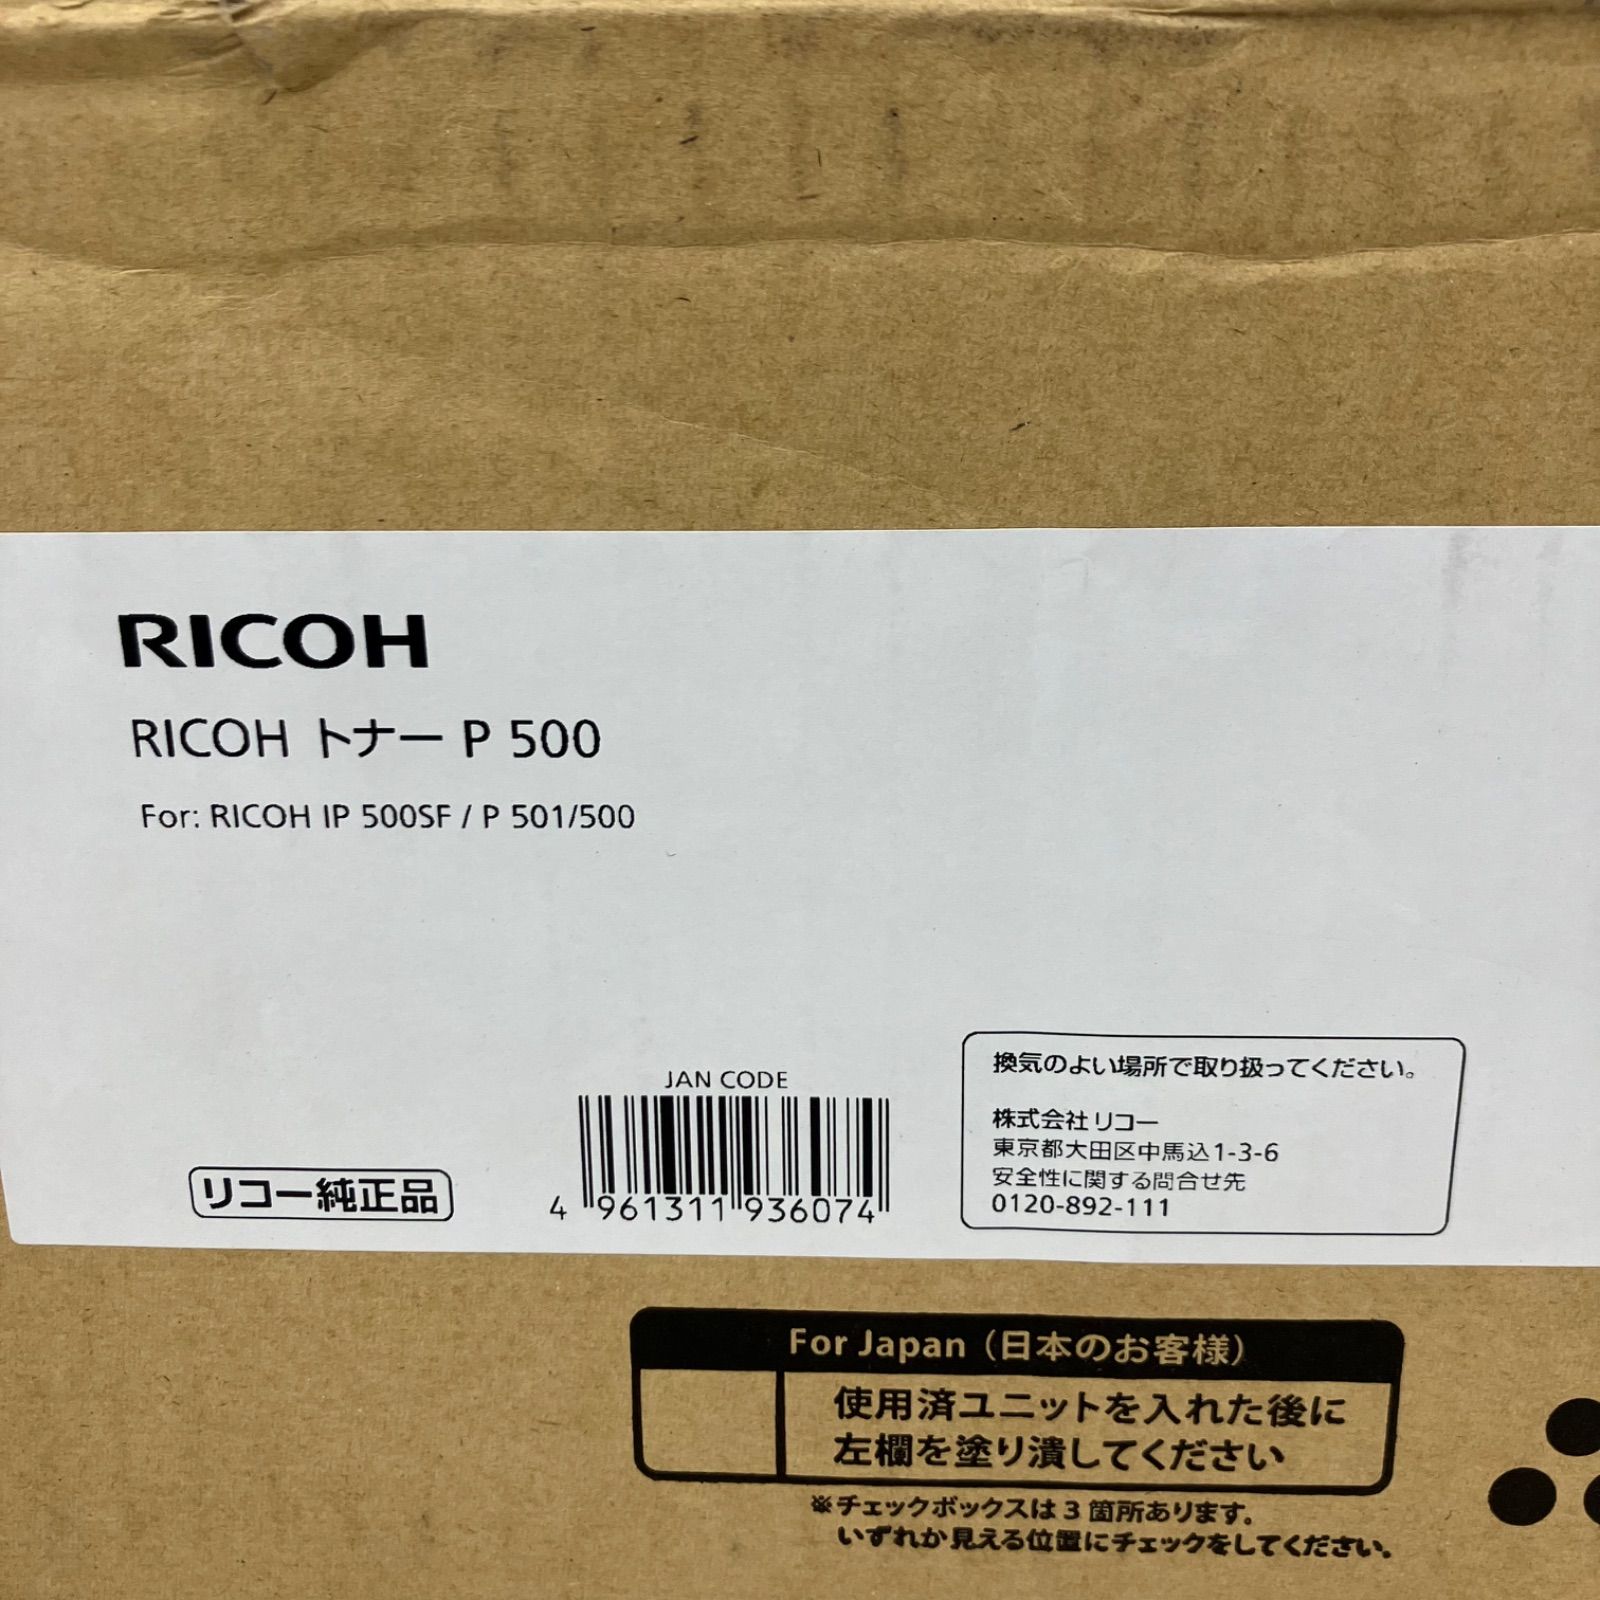 RICOH
RICOH トナー P 500
For: RICOH IP 500SF / P 501/500
リコー純正品
JAN CODE
4 961311 936074
換気のよい場所で取り扱ってください。
株式会社リコー
東京都大田区中馬込1-3-6
安全性に関する問合せ先
0120-892-111
For Japan（日本のお客様）
使用済ユニットを入れた後に
左欄を塗り潰してください
※チェックボックスは3箇所あります。
いずれか見える位置にチェックをしてください。